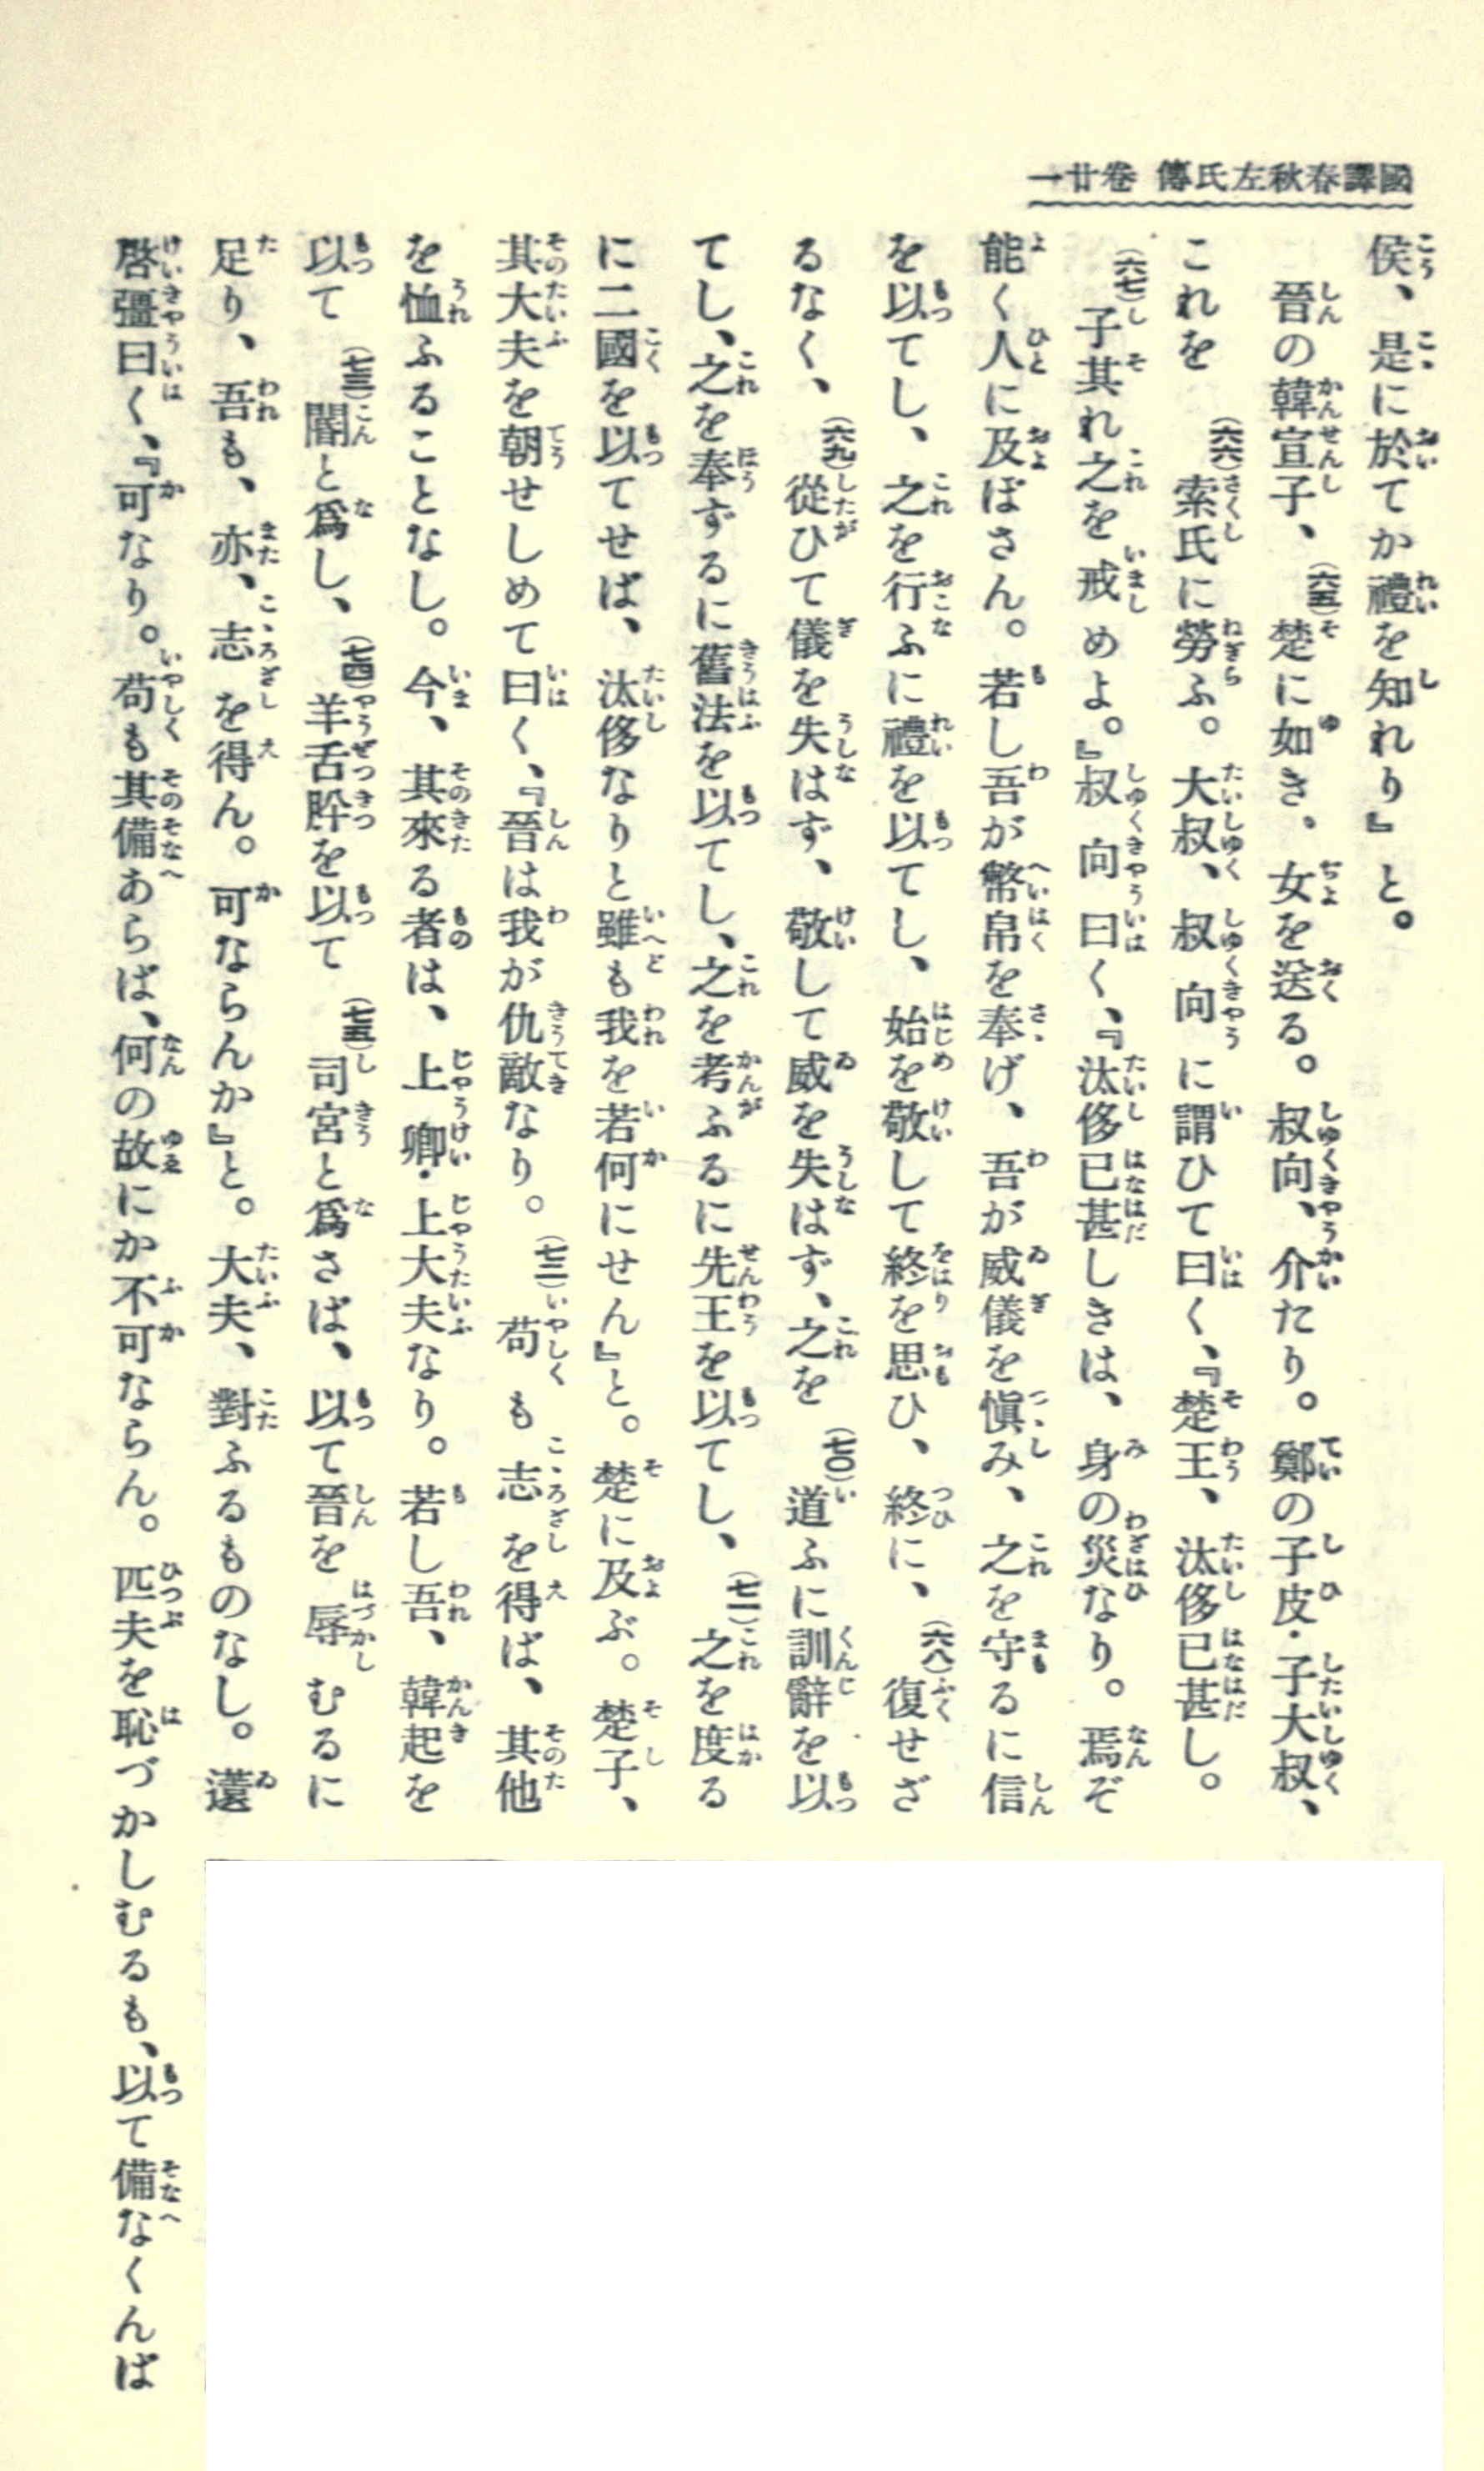 國譯春秋左氏傳 卷廿一
侯、是に於てか禮を知れり』と。
晉の韓宣子、(六五)楚に如き、女を送る。叔向、介たり。鄭の子皮・子大叔、
これを(六六)索氏に勞ふ。大叔、叔向に謂ひて曰く、『楚王、汰侈已甚し。
(六七)子其れ之を戒めよ。』叔向曰く、『汰侈已甚しきは、身の災なり。焉ぞ
能く人に及ぼさん。若し吾が幣帛を奉げ、吾が威儀を愼み、之を守るに信
を以てし、之を行ふに禮を以てし、始を敬して終を思ひ、終に、(六八)復せざ
るなく、(六九)從ひて儀を失はず、敬して威を失はず、之を(七〇)道ふに訓辭を以
てし、之を奉ずるに舊法を以てし、之を考ふるに先王を以てし、(七一)之を度る
に二國を以てせば、汰侈なりと雖も我を若何にせん』と。楚に及ぶ。楚子、
其大夫を朝せしめて曰く、『晉は我が仇敵なり。(七二)苟も志を得ば、其他
を恤ふることなし。今、其來る者は、上卿・上大夫なり。若し吾、韓起を
以て(七三)閽と爲し、(七四)羊舌肸を以て(七五)司宮と爲さば、以て晉を辱むるに
足り、吾も、亦、志を得ん。可ならんか』と。大夫、對ふるものなし。薳
啓彊曰く、『可なり。苟も其備あらば、何の故にか不可ならん。匹夫を恥づかしむるも、以て備なくんば